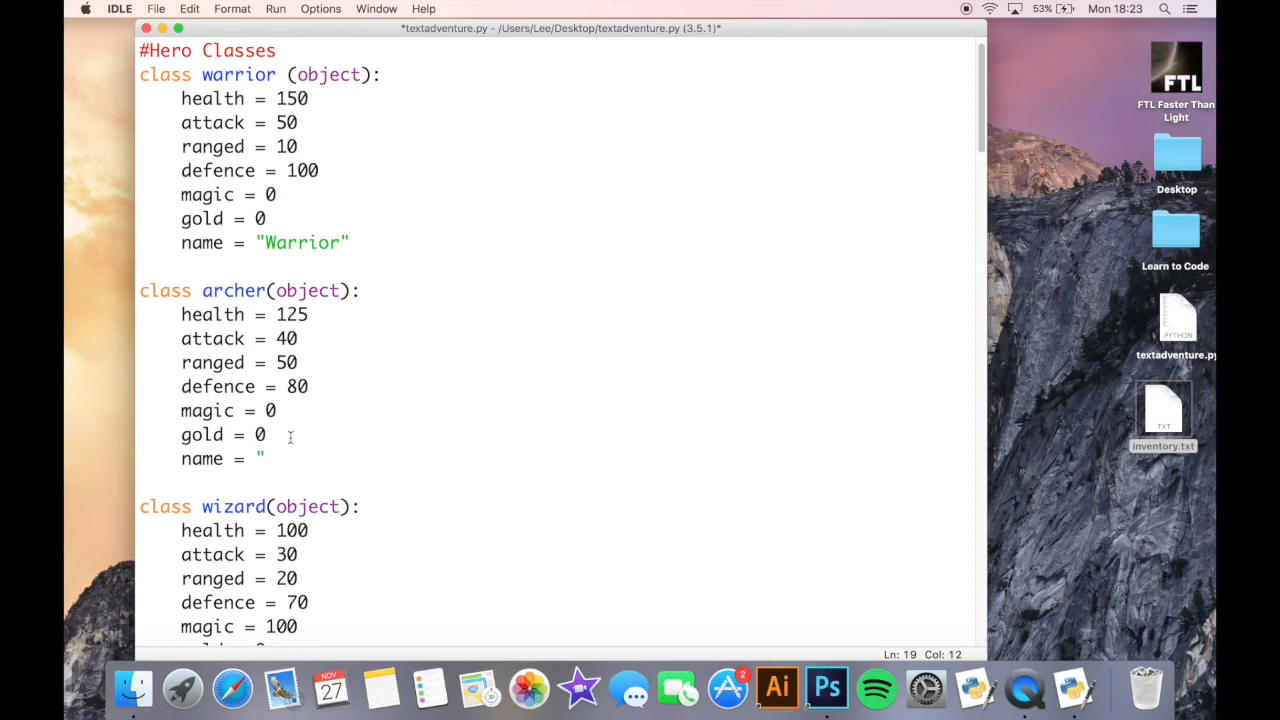 IDLE File Edit Format Run Options Window Help 53% Mon 18:23
*textadventure.py - /Users/Lee/Desktop/textadventure.py (3.5.1)*
#Hero Classes
class warrior (object):
health = 150
attack = 50
ranged = 10
defence = 100
magic = 0
gold = 0
name = "Warrior"
class archer(object):
health = 125
attack = 40
ranged = 50
defence = 80
magic = 0
gold = 0
name = "
class wizard(object):
health = 100
attack = 30
ranged = 20
defence = 70
magic = 100
Ln: 19 Col: 12
FTL
FTL Faster Than
Light
Desktop
Learn to Code
PYTHON
textadventure.py
TXT
inventory.txt
NOV
27
2
Ai
Ps